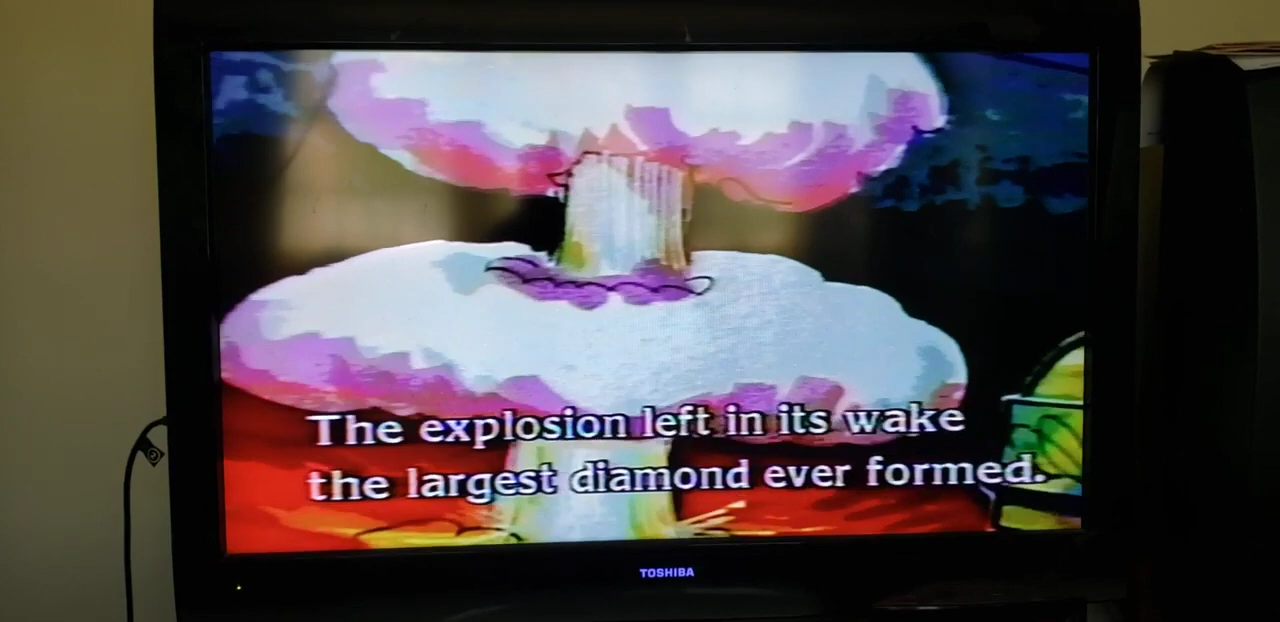 The explosion left in its wake
the largest diamond ever formed.
TOSHIBA